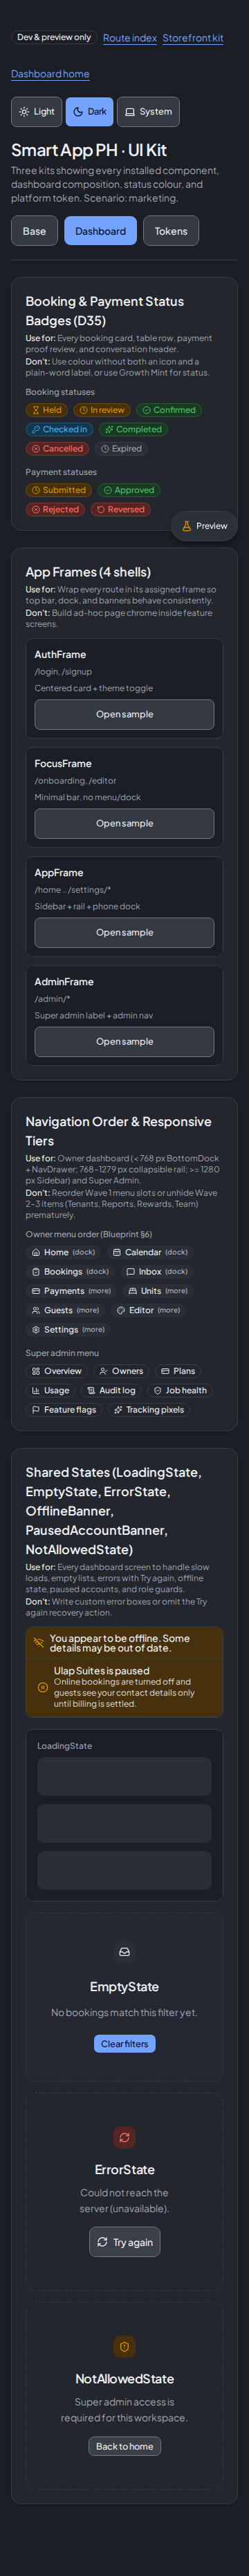 Dev & preview only Route index Storefront kit
Dashboard home
Light Dark System
Smart App PH · UI Kit
Three kits showing every installed component,
dashboard composition, status colour, and
platform token. Scenario: marketing.
Base Dashboard Tokens
Booking & Payment Status
Badges (D35)
Use for: Every booking card, table row, payment
proof review, and conversation header.
Don't: Use colour without both an icon and a
plain-word label, or use Growth Mint for status.
Booking statuses
Held In review Confirmed
Checked in Completed
Cancelled Expired
Payment statuses
Submitted Approved
Rejected Reversed
Preview
App Frames (4 shells)
Use for: Wrap every route in its assigned frame so
top bar, dock, and banners behave consistently.
Don't: Build ad-hoc page chrome inside feature
screens.
AuthFrame
/login, /signup
Centered card + theme toggle
Open sample
FocusFrame
/onboarding, /editor
Minimal bar, no menu/dock
Open sample
AppFrame
/home .. /settings/*
Sidebar + rail + phone dock
Open sample
AdminFrame
/admin/*
Super admin label + admin nav
Open sample
Navigation Order & Responsive
Tiers
Use for: Owner dashboard (< 768 px BottomDock
+ NavDrawer; 768–1279 px collapsible rail; >= 1280
px Sidebar) and Super Admin.
Don't: Reorder Wave 1 menu slots or unhide Wave
2–3 items (Tenants, Reports, Rewards, Team)
prematurely.
Owner menu order (Blueprint §6)
Home (dock) Calendar (dock)
Bookings (dock) Inbox (dock)
Payments (more) Units (more)
Guests (more) Editor (more)
Settings (more)
Super admin menu
Overview Owners Plans
Usage Audit log Job health
Feature flags Tracking pixels
Shared States (LoadingState,
EmptyState, ErrorState,
OfflineBanner,
PausedAccountBanner,
NotAllowedState)
Use for: Every dashboard screen to handle slow
loads, empty lists, errors with Try again, offline
state, paused accounts, and role guards.
Don't: Write custom error boxes or omit the Try
again recovery action.
You appear to be offline. Some
details may be out of date.
Ulap Suites is paused
Online bookings are turned off and
guests see your contact details only
until billing is settled.
LoadingState
EmptyState
No bookings match this filter yet.
Clear filters
ErrorState
Could not reach the
server (unavailable).
Try again
NotAllowedState
Super admin access is
required for this workspace.
Back to home